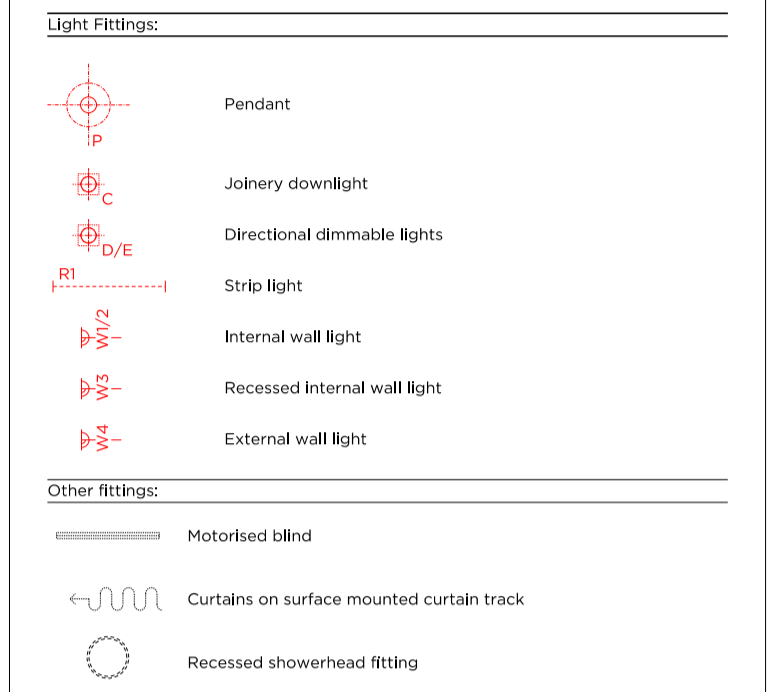 Light Fittings:
P
Pendant
C
Joinery downlight
D/E
Directional dimmable lights
R1
Strip light
W1/2
Internal wall light
W3
Recessed internal wall light
W4
External wall light
Other fittings:
Motorised blind
Curtains on surface mounted curtain track
Recessed showerhead fitting